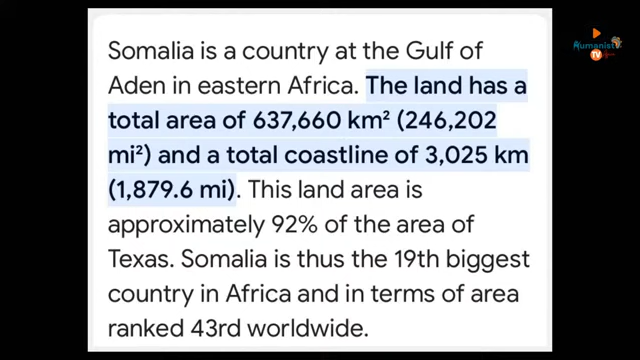 Somalia is a country at the Gulf of
Aden in eastern Africa. The land has a
total area of 637,660 km² (246,202
mi²) and a total coastline of 3,025 km
(1,879.6 mi). This land area is
approximately 92% of the area of
Texas. Somalia is thus the 19th biggest
country in Africa and in terms of area
ranked 43rd worldwide.
Humanist
TV